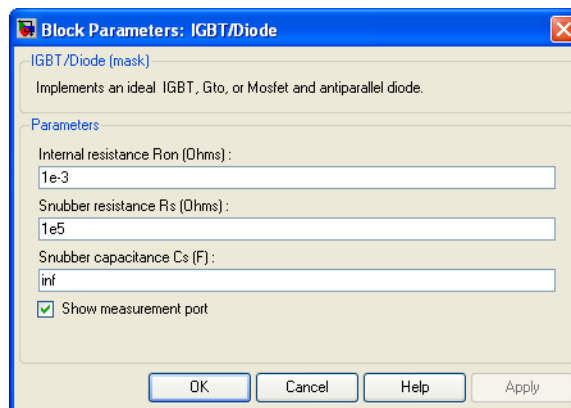 Block Parameters: IGBT/Diode
IGBT/Diode (mask)
Implements an ideal IGBT, Gto, or Mosfet and antiparallel diode.
Parameters
Internal resistance Ron (Ohms) :
1e-3
Snubber resistance Rs (Ohms) :
1e5
Snubber capacitance Cs (F) :
inf
Show measurement port
OK Cancel Help Apply